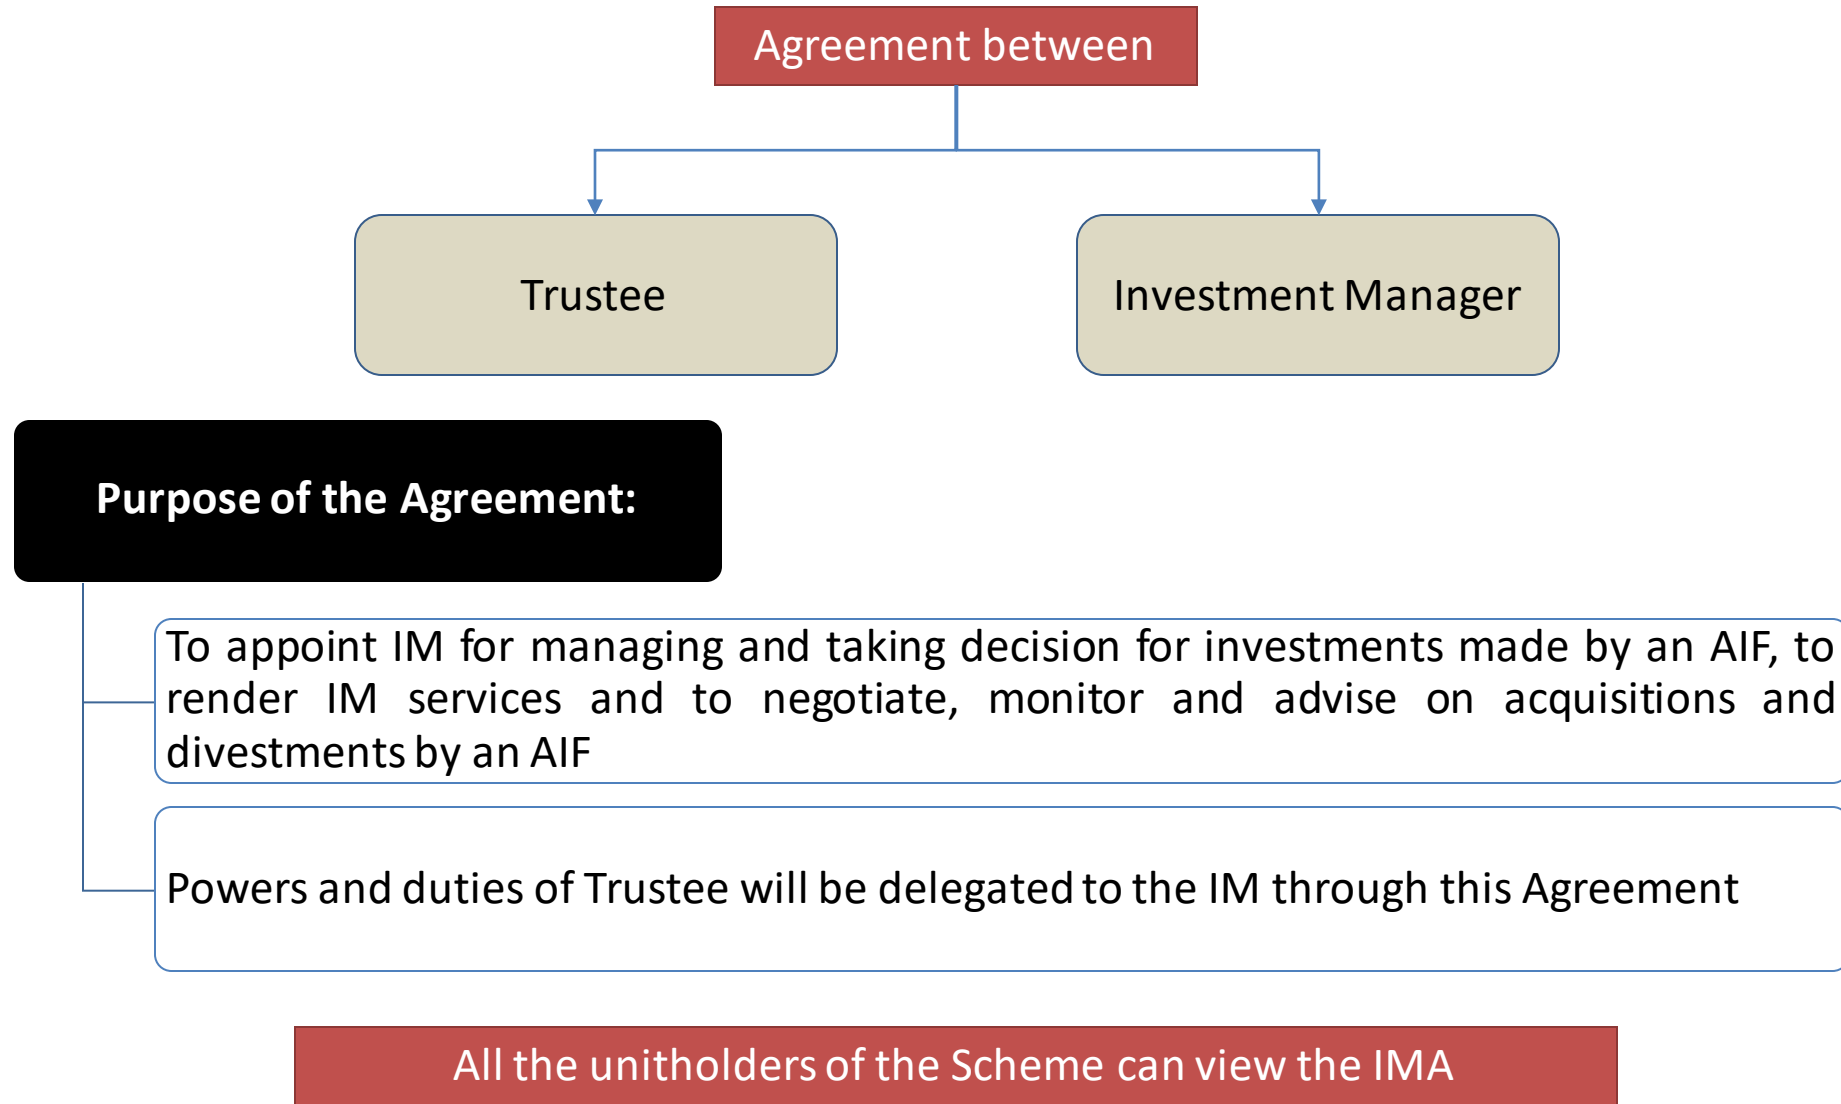 Agreement between
Trustee
Investment Manager
Purpose of the Agreement:
To appoint IM for managing and taking decision for investments made by an AIF, to
render IM services and to negotiate, monitor and advise on acquisitions and
divestments by an AIF
Powers and duties of Trustee will be delegated to the IM through this Agreement
All the unitholders of the Scheme can view the IMA